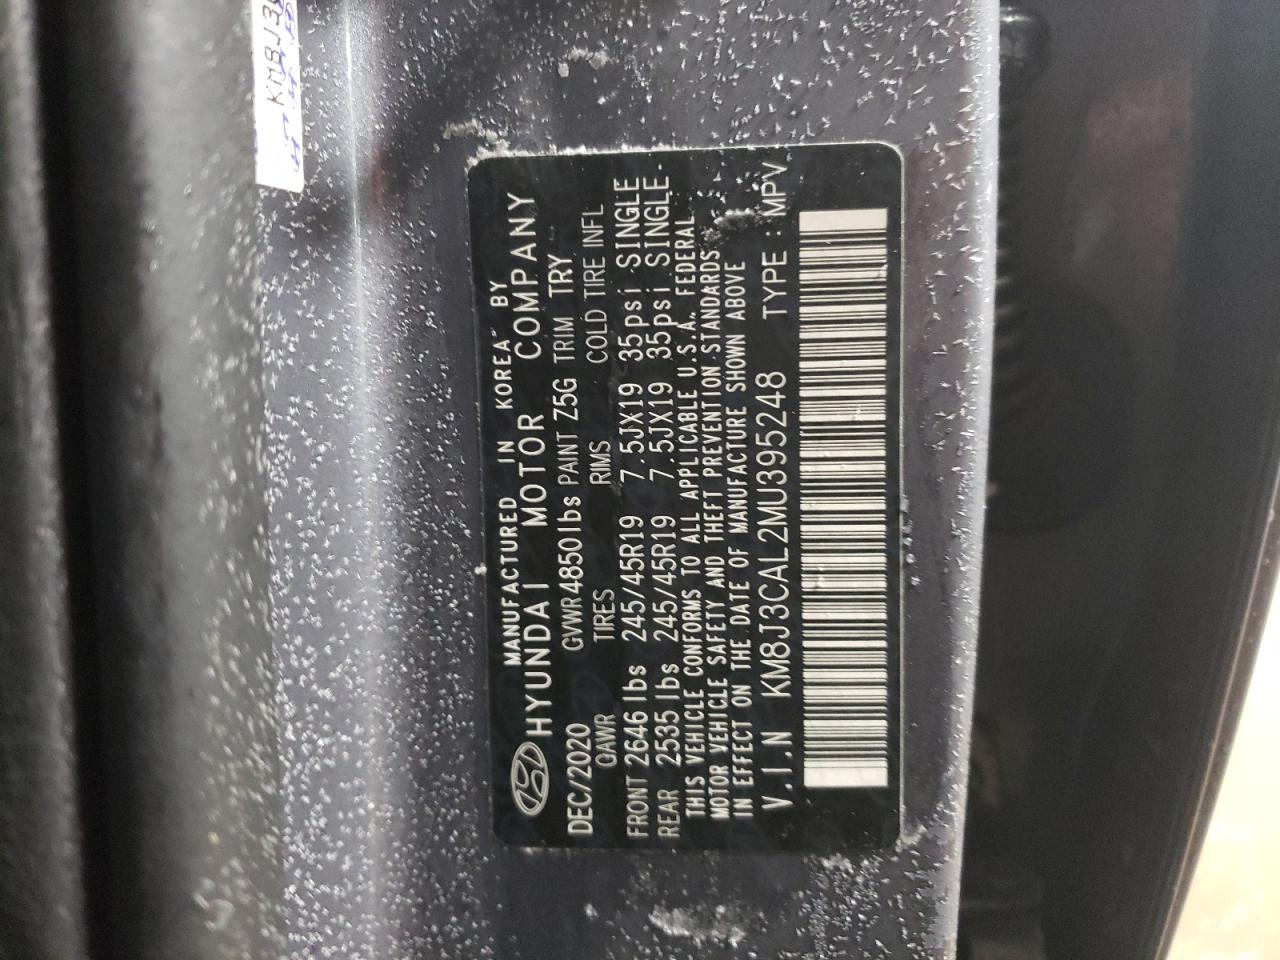 MANUFACTURED IN KOREA BY
HYUNDAI MOTOR COMPANY
DEC/2020 GVWR 4850 lbs PAINT Z5G TRIM TRY
GAWR TIRES RIMS COLD TIRE INFL
FRONT 2646 lbs 245/45R19 7.5JX19 35psi SINGLE
REAR 2535 lbs 245/45R19 7.5JX19 35psi SINGLE
THIS VEHICLE CONFORMS TO ALL APPLICABLE U.S.A. FEDERAL
MOTOR VEHICLE SAFETY AND THEFT PREVENTION STANDARDS
IN EFFECT ON THE DATE OF MANUFACTURE SHOWN ABOVE
V.I.N KM8J3CAL2MU395248 TYPE : MPV
KM8J3